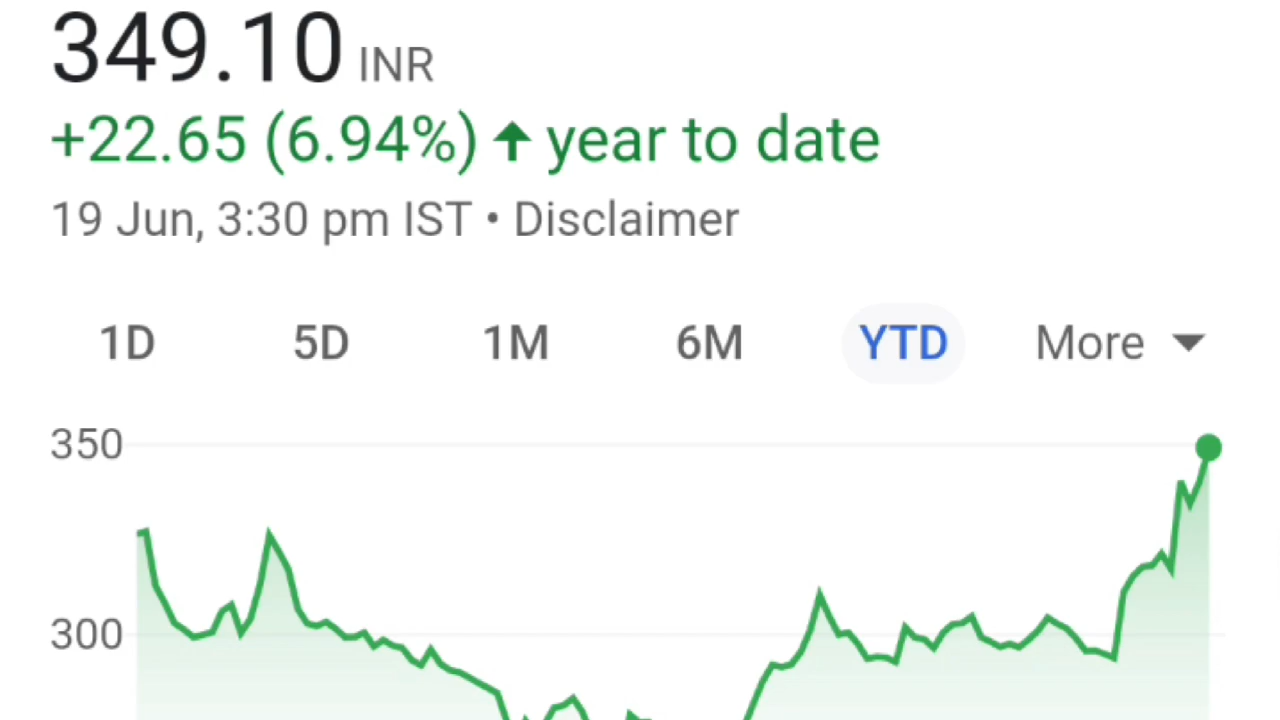 349.10 INR
+22.65 (6.94%) ↑ year to date
19 Jun, 3:30 pm IST • Disclaimer
1D 5D 1M 6M YTD More
350
300